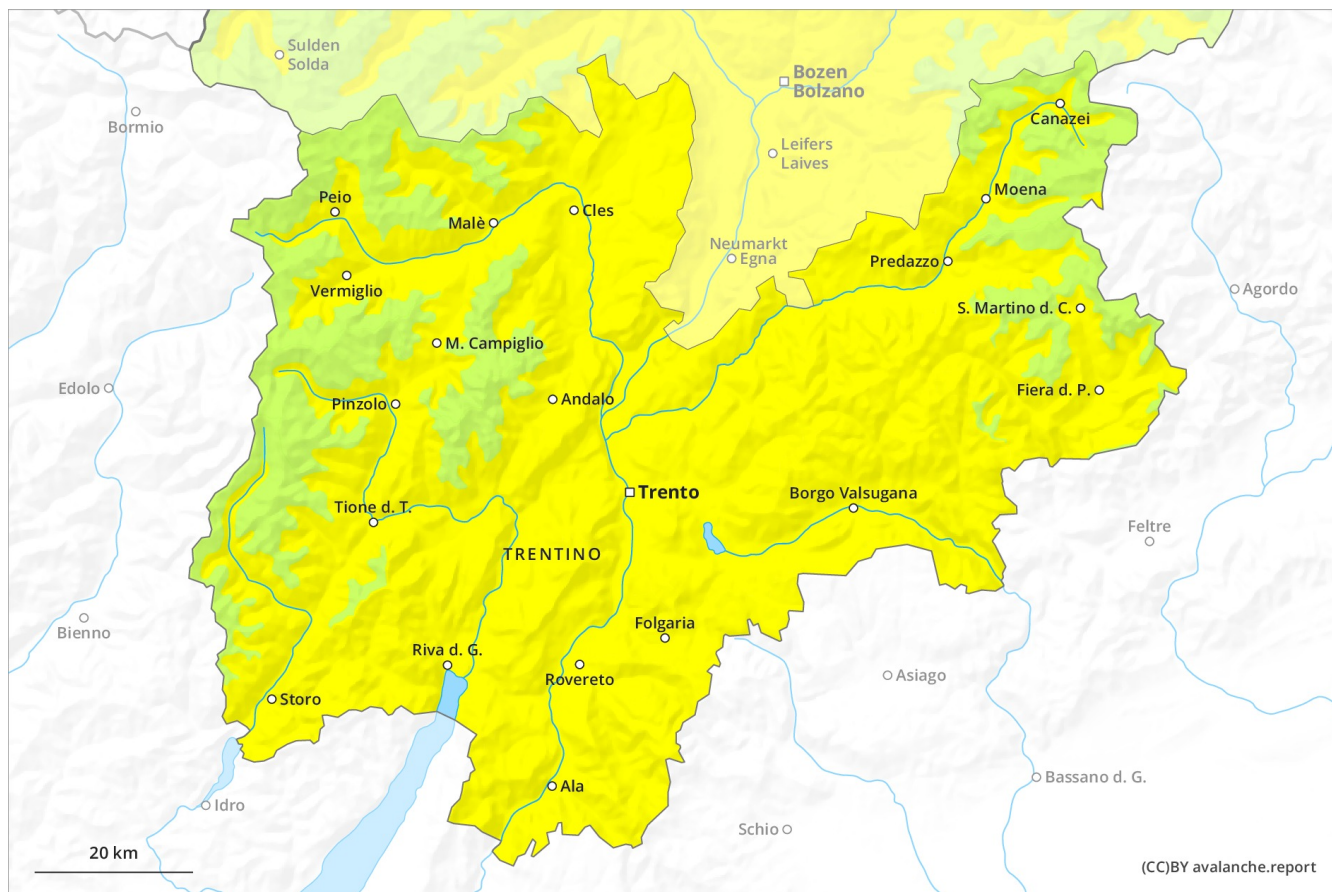 Sulden
Solda
Bozen
Bolzano
Bormio
Canazei
Leifers
Laives
Peio
Moena
Malè
Cles
Neumarkt
Egna
Predazzo
Vermiglio
Agordo
S. Martino d. C.
M. Campiglio
Edolo
Fiera d. P.
Pinzolo
Andalo
Trento
Borgo Valsugana
Tione d. T.
Feltre
TRENTINO
Bienno
Folgaria
Riva d. G.
Asiago
Rovereto
Storo
Bassano d. G.
Ala
Idro
Schio
20 km
(CC)BY avalanche.report